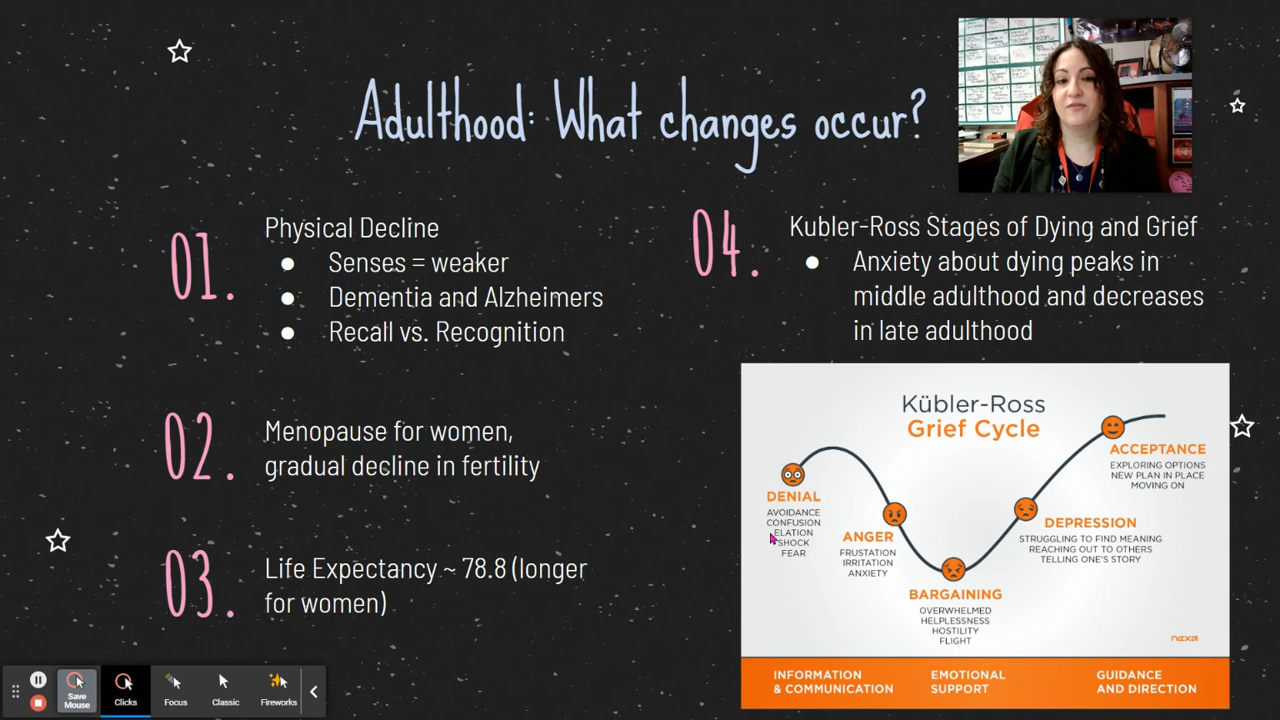 Adulthood: What changes occur?
01.
Physical Decline
● Senses = weaker
● Dementia and Alzheimers
● Recall vs. Recognition
02.
Menopause for women,
gradual decline in fertility
03.
Life Expectancy ~ 78.8 (longer
for women)
04.
Kubler-Ross Stages of Dying and Grief
● Anxiety about dying peaks in
middle adulthood and decreases
in late adulthood
Kübler-Ross
Grief Cycle
DENIAL
AVOIDANCE
CONFUSION
ELATION
SHOCK
FEAR
ANGER
FRUSTATION
IRRITATION
ANXIETY
BARGAINING
OVERWHELMED
HELPLESSNESS
HOSTILITY
FLIGHT
DEPRESSION
STRUGGLING TO FIND MEANING
REACHING OUT TO OTHERS
TELLING ONE'S STORY
ACCEPTANCE
EXPLORING OPTIONS
NEW PLAN IN PLACE
MOVING ON
nexa
INFORMATION
& COMMUNICATION
EMOTIONAL
SUPPORT
GUIDANCE
AND DIRECTION
Save
Mouse
Clicks
Focus
Classic
Fireworks